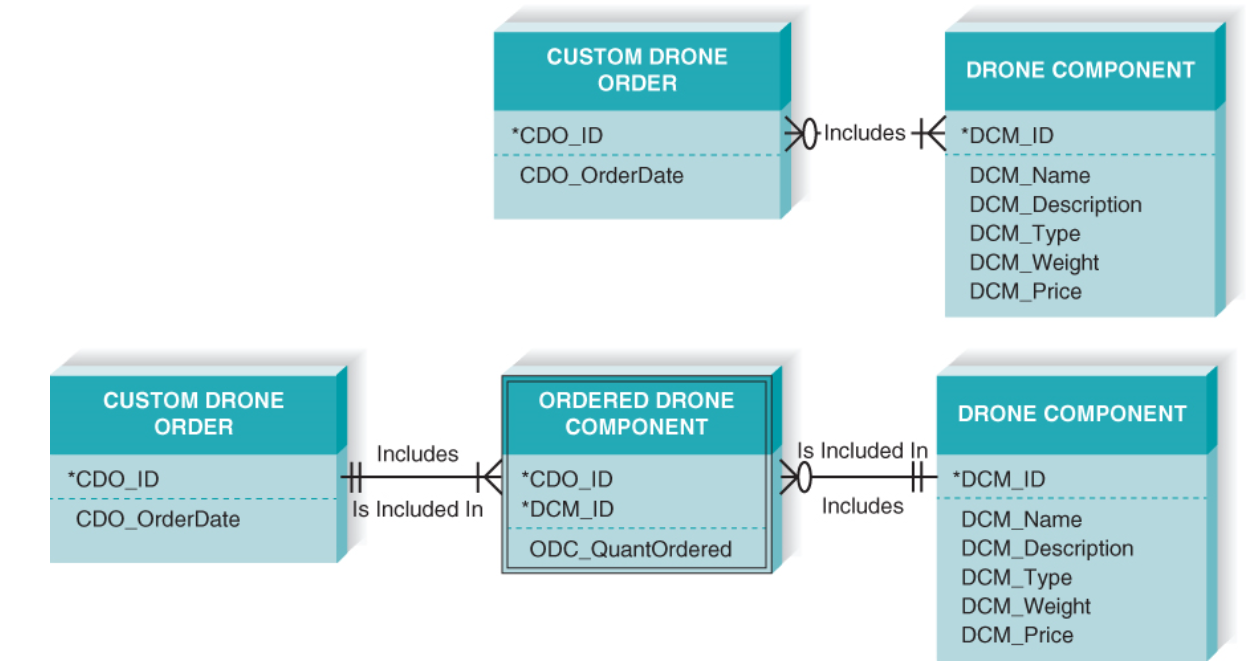 CUSTOM DRONE
ORDER
*CDO_ID
CDO_OrderDate
Includes
DRONE COMPONENT
*DCM_ID
DCM_Name
DCM_Description
DCM_Type
DCM_Weight
DCM_Price
CUSTOM DRONE
ORDER
*CDO_ID
CDO_OrderDate
Includes
Is Included In
ORDERED DRONE
COMPONENT
*CDO_ID
*DCM_ID
ODC_QuantOrdered
Is Included In
Includes
DRONE COMPONENT
*DCM_ID
DCM_Name
DCM_Description
DCM_Type
DCM_Weight
DCM_Price